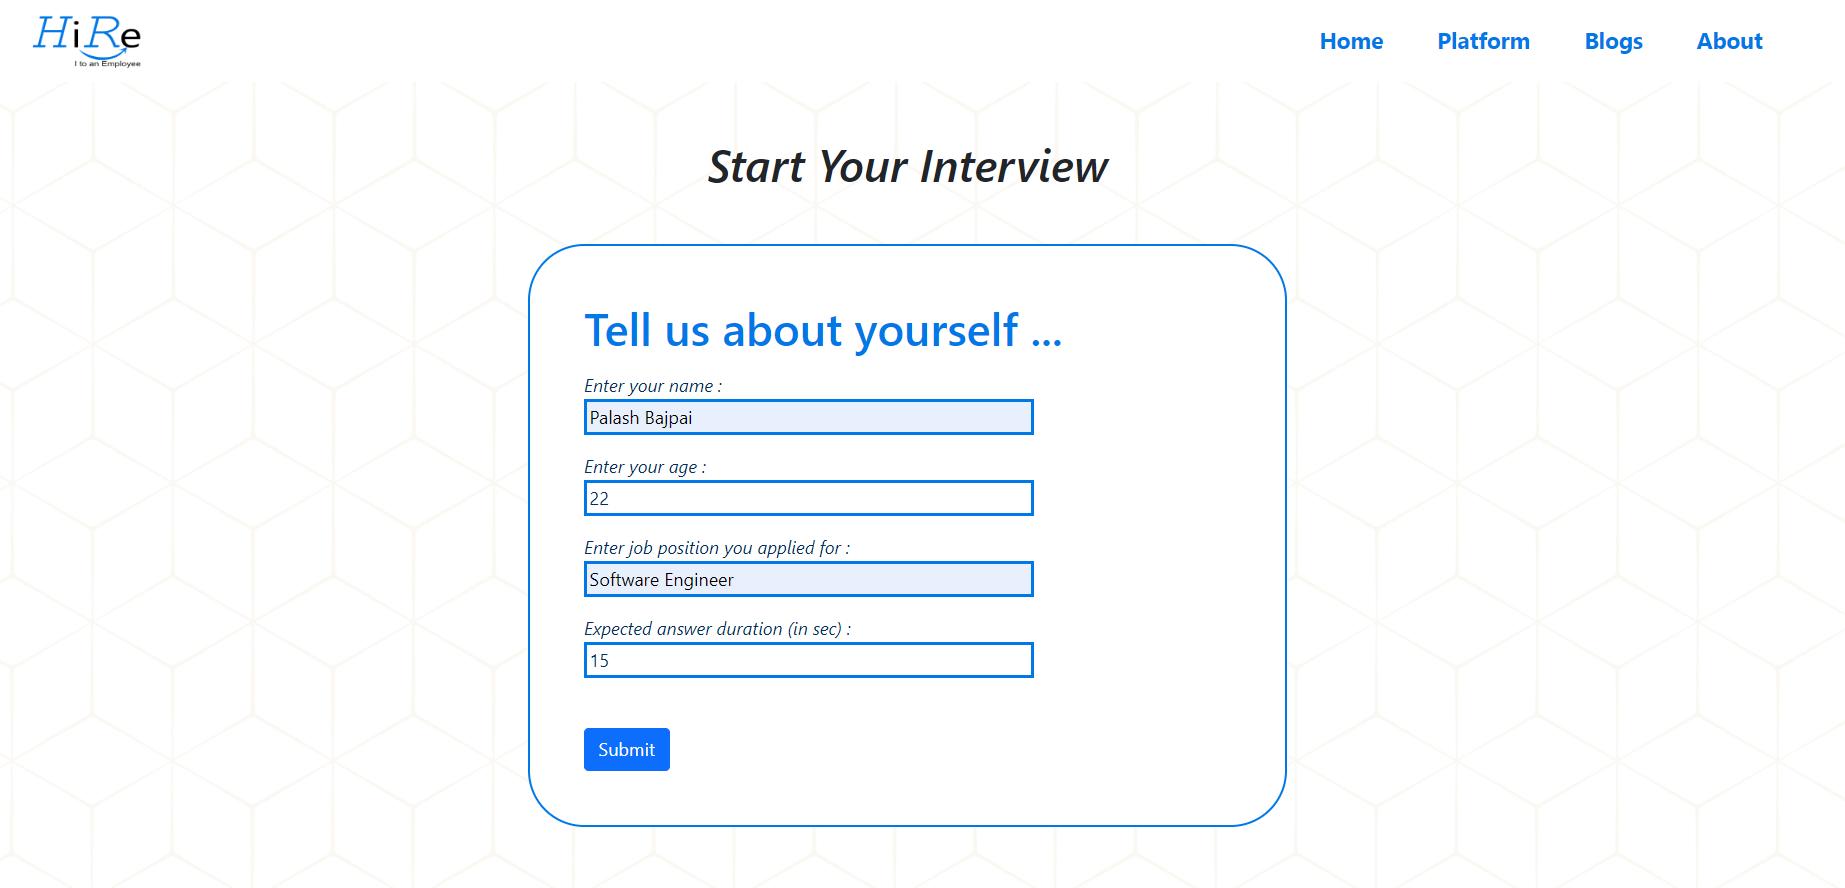 HiRe
I to an Employee
Home Platform Blogs About
Start Your Interview
Tell us about yourself ...
Enter your name :
Palash Bajpai
Enter your age :
22
Enter job position you applied for :
Software Engineer
Expected answer duration (in sec) :
15
Submit